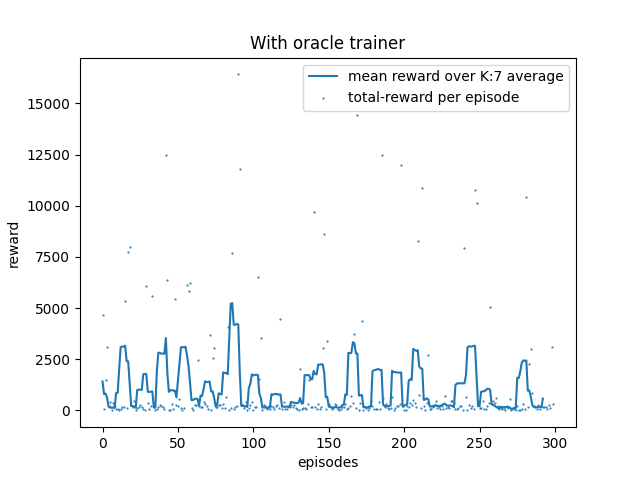 With oracle trainer
mean reward over K:7 average
total-reward per episode
reward
15000
12500
10000
7500
5000
2500
0
0 50 100 150 200 250 300
episodes